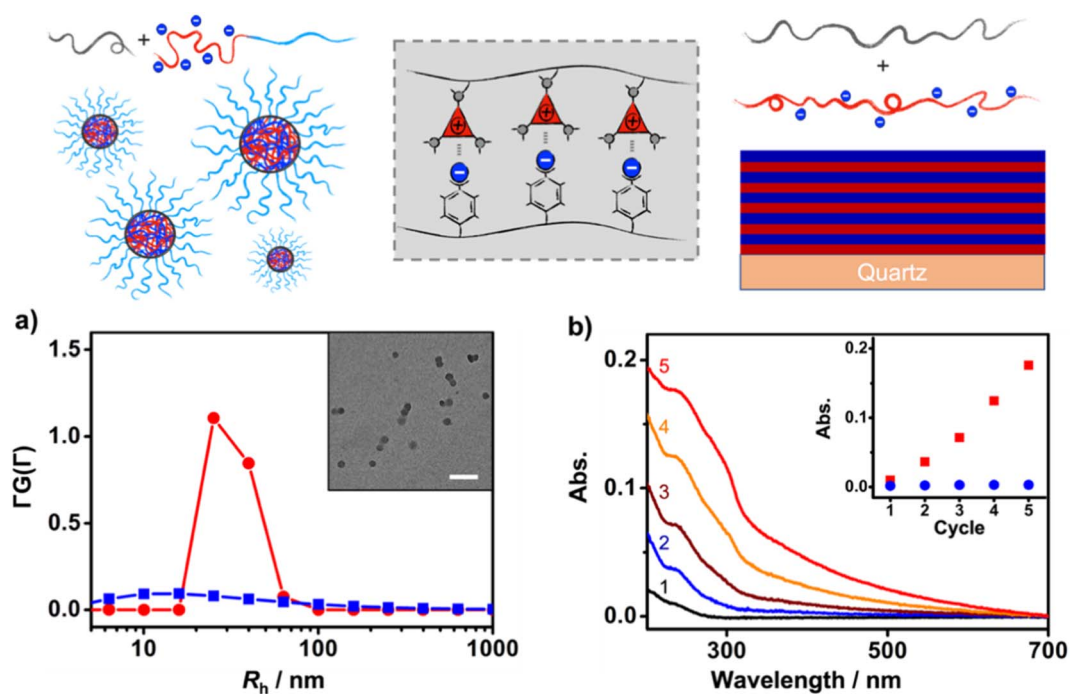 +
+
Quartz
a)
1.5
1.0
0.5
0.0
ΓG(Γ)
10
100
1000
Rh / nm
b)
0.2
0.1
0.0
Abs.
5
4
3
2
1
300
500
700
Wavelength / nm
0.2
0.1
0.0
Abs.
1 2 3 4 5
Cycle